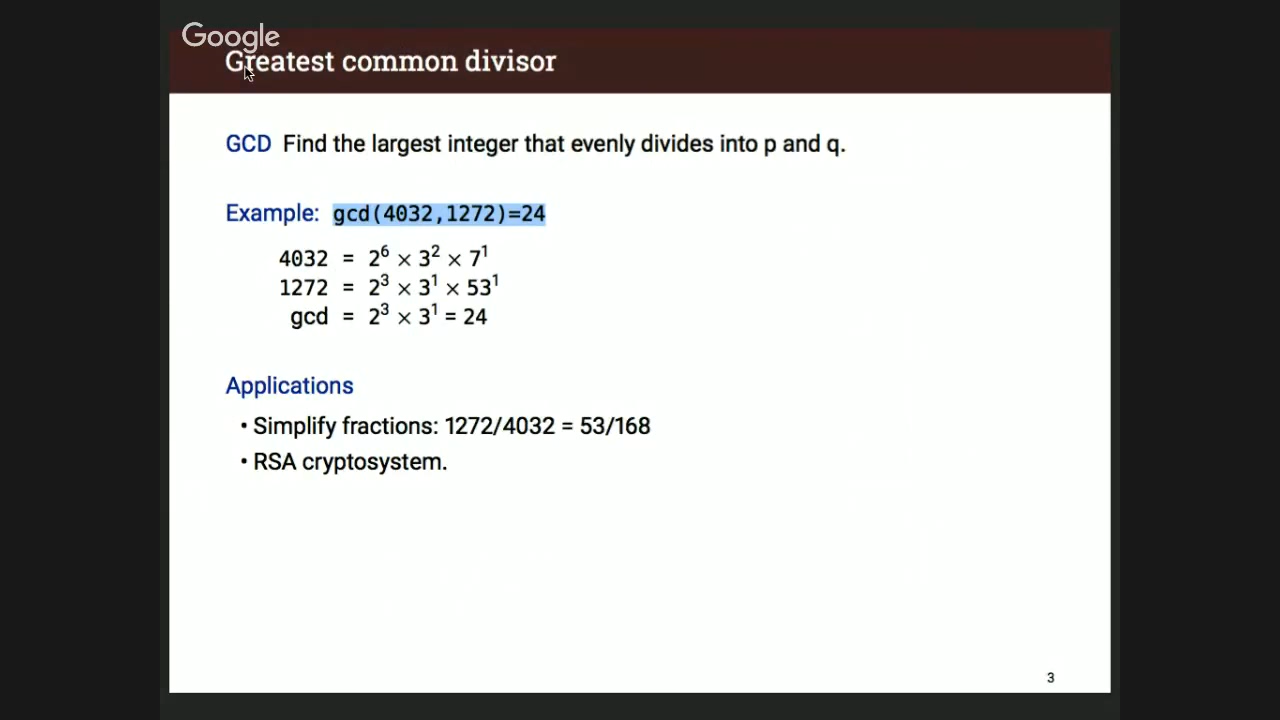 Google
Greatest common divisor
GCD Find the largest integer that evenly divides into p and q.
Example: gcd(4032,1272)=24
4032 = 2⁶ × 3² × 7¹
1272 = 2³ × 3¹ × 53¹
gcd = 2³ × 3¹ = 24
Applications
• Simplify fractions: 1272/4032 = 53/168
• RSA cryptosystem.
3